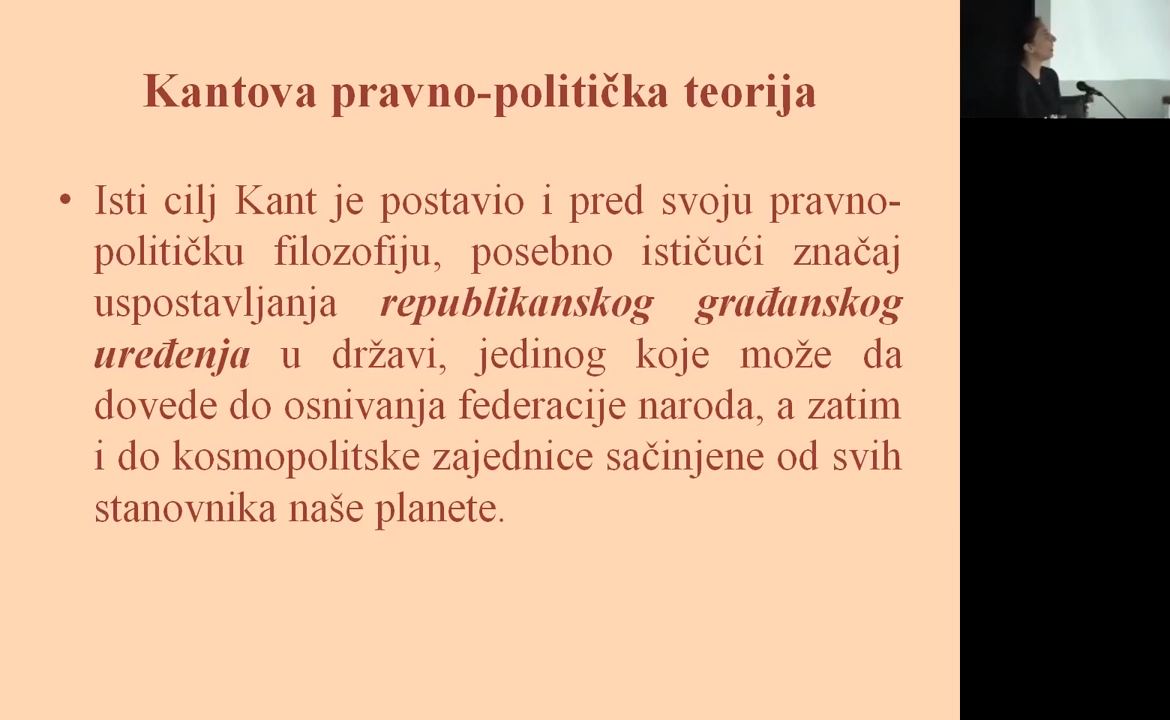 Kantova pravno-politička teorija
• Isti cilj Kant je postavio i pred svoju pravno-
političku filozofiju, posebno ističući značaj
uspostavljanja republikanskog građanskog
uređenja u državi, jedinog koje može da
dovede do osnivanja federacije naroda, a zatim
i do kosmopolitske zajednice sačinjene od svih
stanovnika naše planete.